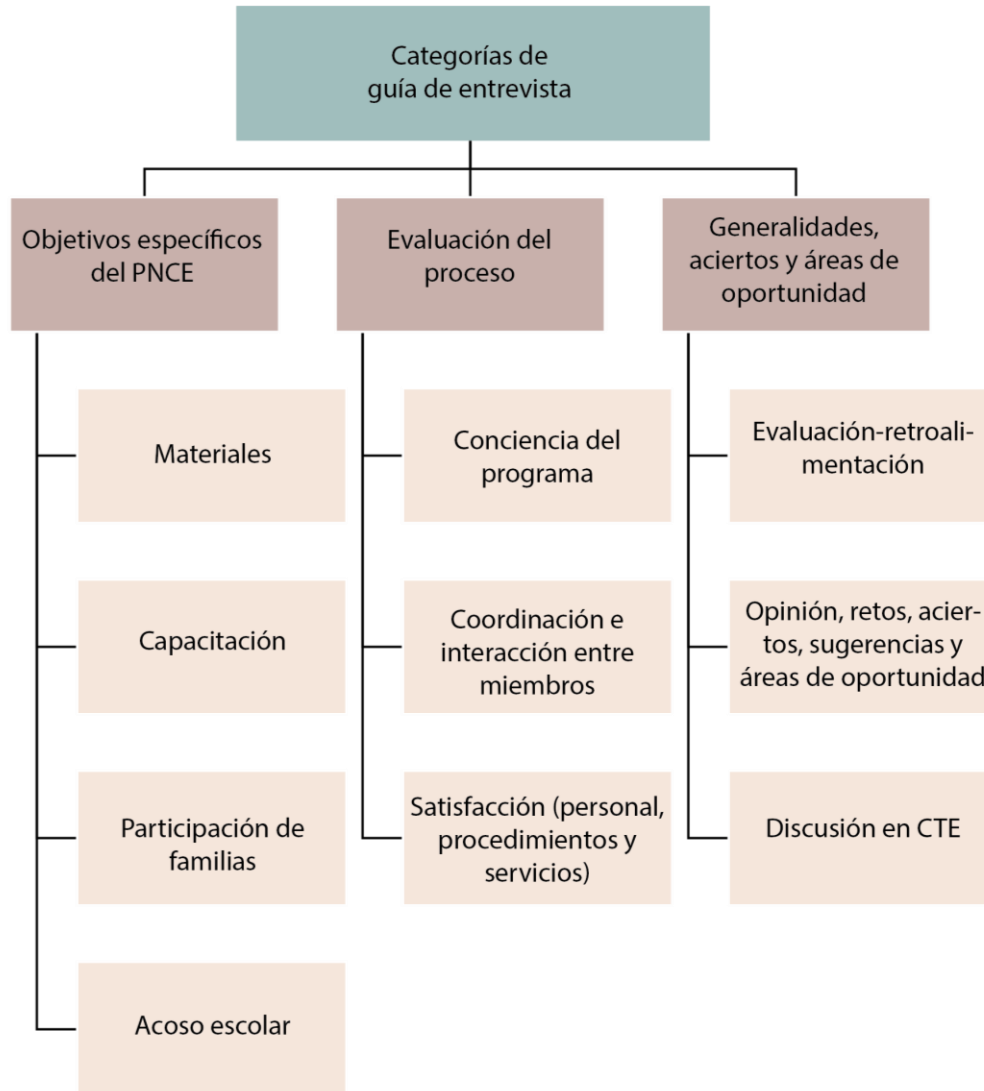 Categorías de
guía de entrevista
Objetivos específicos
del PNCE
Evaluación del
proceso
Generalidades,
aciertos y áreas de
oportunidad
Materiales
Capacitación
Participación de
familias
Acoso escolar
Conciencia del
programa
Coordinación e
interacción entre
miembros
Satisfacción (personal,
procedimientos y
servicios)
Evaluación-retroali-
mentación
Opinión, retos, acier-
tos, sugerencias y
áreas de oportunidad
Discusión en CTE